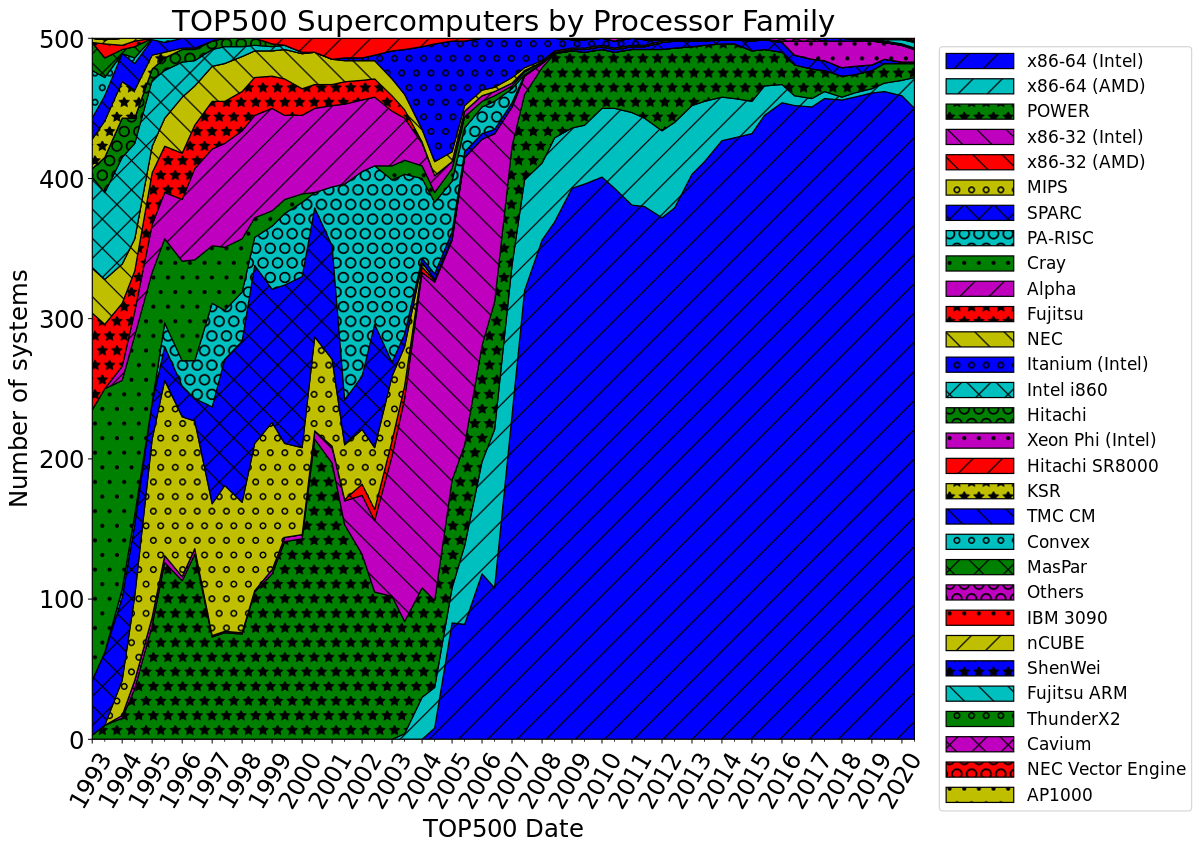 TOP500 Supercomputers by Processor Family
500
400
300
200
100
0
Number of systems
1993
1994
1995
1996
1997
1998
1999
2000
2001
2002
2003
2004
2005
2006
2007
2008
2009
2010
2011
2012
2013
2014
2015
2016
2017
2018
2019
2020
TOP500 Date
x86-64 (Intel)
x86-64 (AMD)
POWER
x86-32 (Intel)
x86-32 (AMD)
MIPS
SPARC
PA-RISC
Cray
Alpha
Fujitsu
NEC
Itanium (Intel)
Intel i860
Hitachi
Xeon Phi (Intel)
Hitachi SR8000
KSR
TMC CM
Convex
MasPar
Others
IBM 3090
nCUBE
ShenWei
Fujitsu ARM
ThunderX2
Cavium
NEC Vector Engine
AP1000